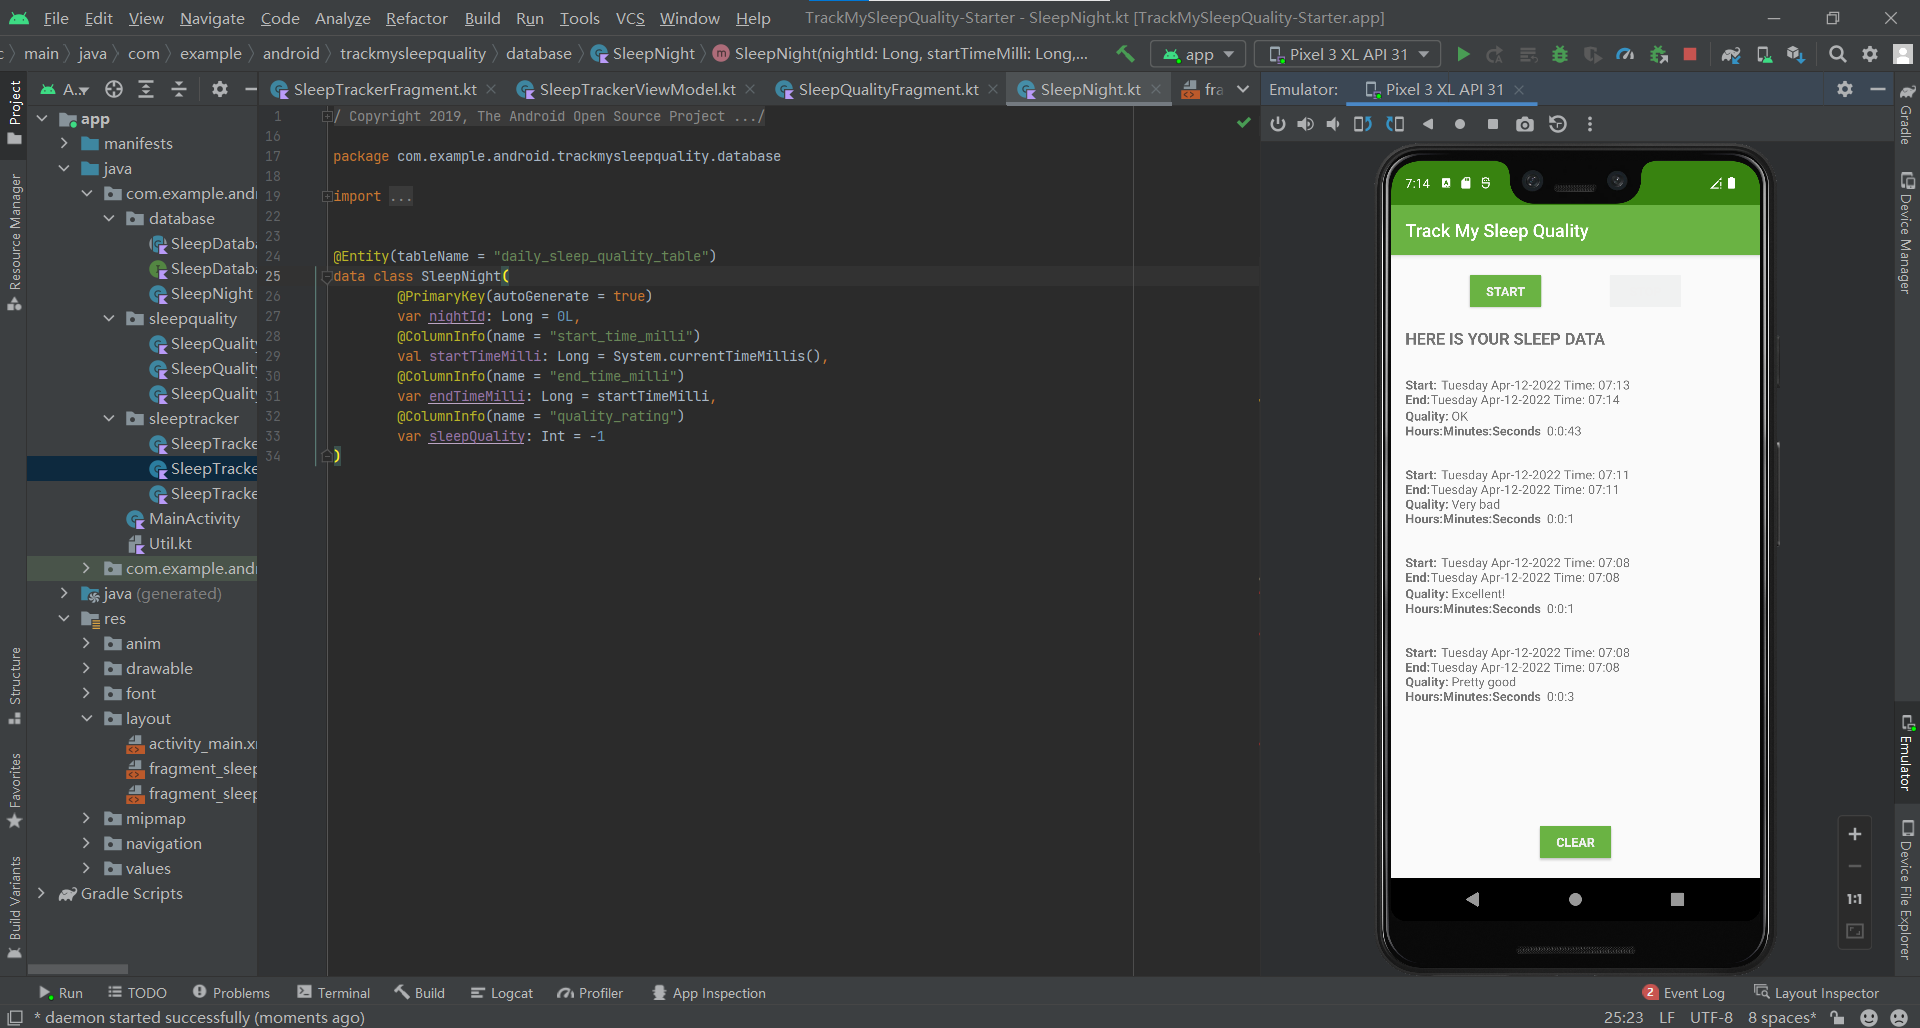 File Edit View Navigate Code Analyze Refactor Build Run Tools VCS Window Help TrackMySleepQuality-Starter - SleepNight.kt [TrackMySleepQuality-Starter.app]
main java com example android trackmysleepquality database SleepNight SleepNight(nightId: Long, startTimeMilli: Long,... app Pixel 3 XL API 31
Project
Resource Manager
Structure
Favorites
Build Variants
A...
app
manifests
java
com.example.and
database
SleepDatab
SleepDatab
SleepNight
sleepquality
SleepQuality
SleepQuality
SleepQuality
sleeptracker
SleepTracke
SleepTracke
SleepTracke
MainActivity
Util.kt
com.example.and
java (generated)
res
anim
drawable
font
layout
activity_main.x
fragment_sleep
fragment_sleep
mipmap
navigation
values
Gradle Scripts
SleepTrackerFragment.kt SleepTrackerViewModel.kt SleepQualityFragment.kt SleepNight.kt fra
1 / Copyright 2019, The Android Open Source Project .../
16
17 package com.example.android.trackmysleepquality.database
18
19 import ...
22
23
24 @Entity(tableName = "daily_sleep_quality_table")
25 data class SleepNight(
26 @PrimaryKey(autoGenerate = true)
27 var nightId: Long = 0L,
28 @ColumnInfo(name = "start_time_milli")
29 val startTimeMilli: Long = System.currentTimeMillis(),
30 @ColumnInfo(name = "end_time_milli")
31 var endTimeMilli: Long = startTimeMilli,
32 @ColumnInfo(name = "quality_rating")
33 var sleepQuality: Int = -1
34 )
Emulator: Pixel 3 XL API 31
7:14
Track My Sleep Quality
START
HERE IS YOUR SLEEP DATA
Start: Tuesday Apr-12-2022 Time: 07:13
End:Tuesday Apr-12-2022 Time: 07:14
Quality: OK
Hours:Minutes:Seconds 0:0:43
Start: Tuesday Apr-12-2022 Time: 07:11
End:Tuesday Apr-12-2022 Time: 07:11
Quality: Very bad
Hours:Minutes:Seconds 0:0:1
Start: Tuesday Apr-12-2022 Time: 07:08
End:Tuesday Apr-12-2022 Time: 07:08
Quality: Excellent!
Hours:Minutes:Seconds 0:0:1
Start: Tuesday Apr-12-2022 Time: 07:08
End:Tuesday Apr-12-2022 Time: 07:08
Quality: Pretty good
Hours:Minutes:Seconds 0:0:3
CLEAR
1:1
Gradle
Device Manager
Emulator
Device File Explorer
Run TODO Problems Terminal Build Logcat Profiler App Inspection 2 Event Log Layout Inspector
* daemon started successfully (moments ago) 25:23 LF UTF-8 8 spaces*